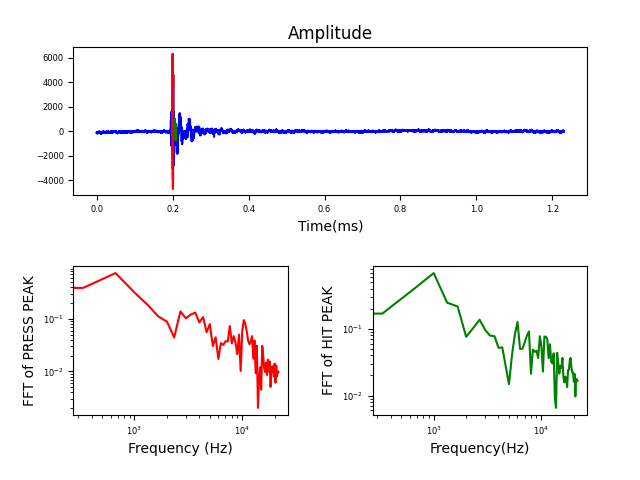 Amplitude
6000
4000
2000
0
−2000
−4000
0.0 0.2 0.4 0.6 0.8 1.0 1.2
Time(ms)
FFT of PRESS PEAK
10⁻¹
10⁻²
10³ 10⁴
Frequency (Hz)
FFT of HIT PEAK
10⁻¹
10⁻²
10³ 10⁴
Frequency(Hz)